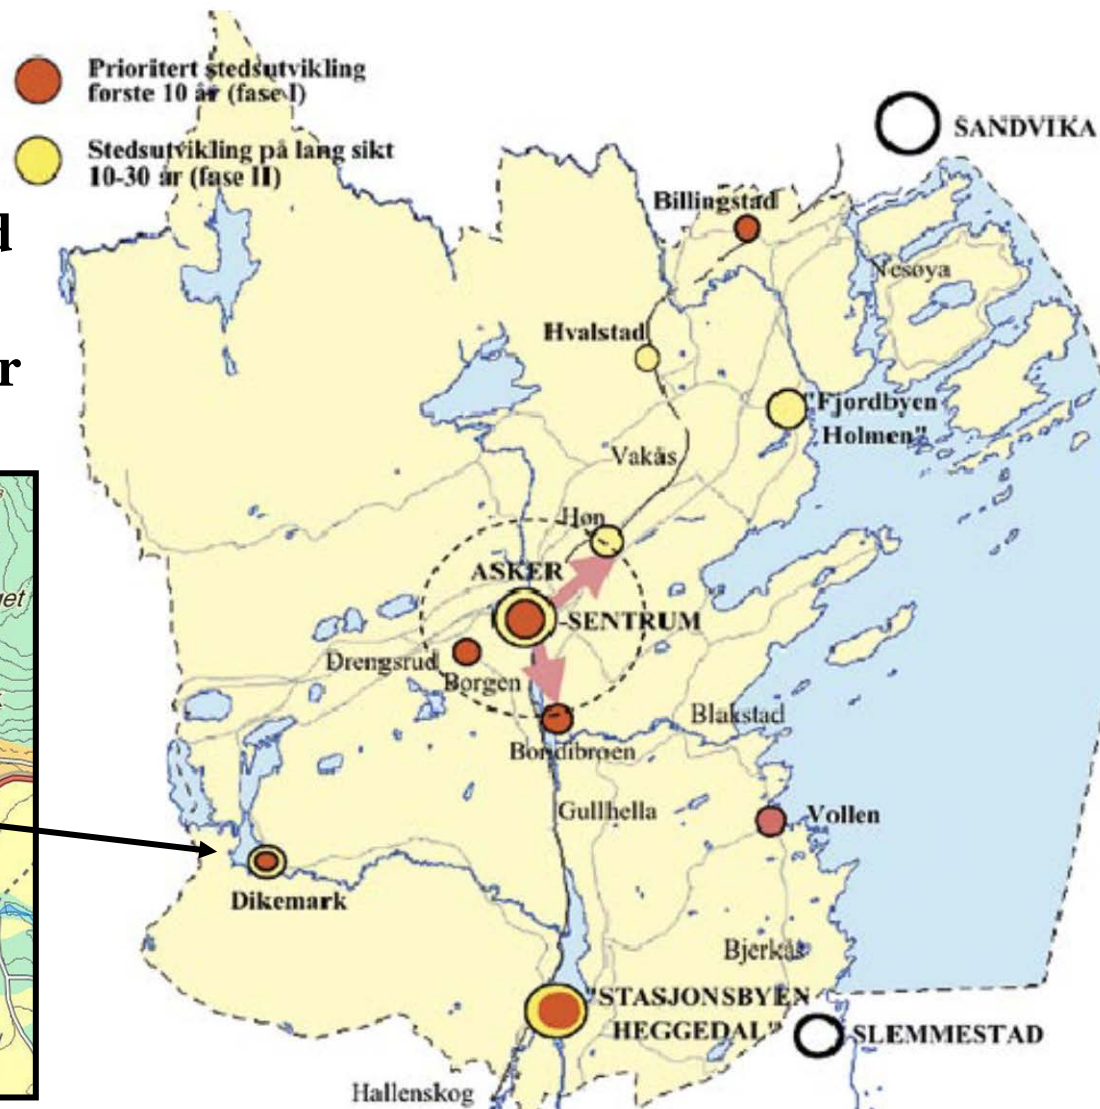 Prioritert stedsutvikling
første 10 år (fase I)
Stedsutvikling på lang sikt
10-30 år (fase II)
SANDVIKA
Billingstad
d
Nesøya
Hvalstad
r
"Fjordbyen
Holmen"
Vakås
Høn
ASKER
-SENTRUM
Drengsrud
Borgen
Blakstad
Bondibroen
Gullhella
Vollen
Dikemark
Bjerkås
"STASJONSBYEN
HEGGEDAL"
SLEMMESTAD
Hallenskog